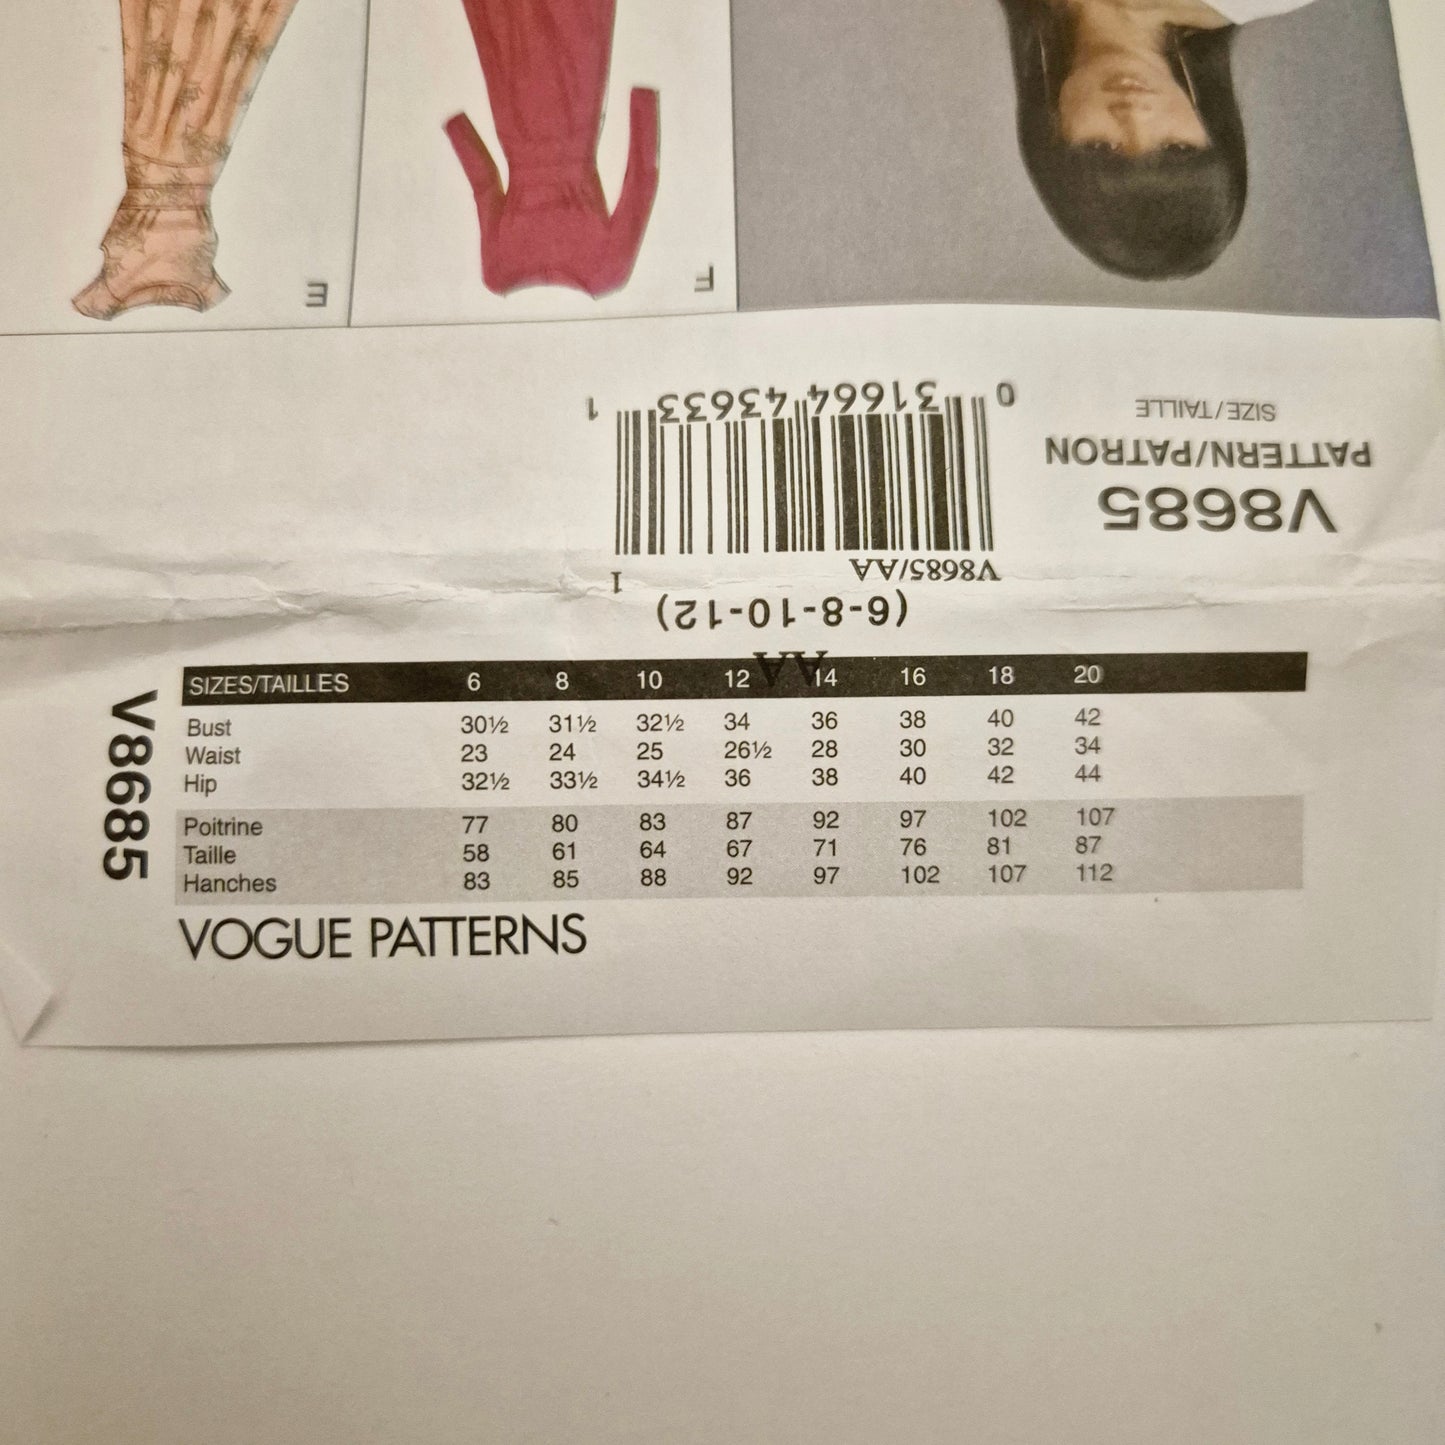 E
F
0 31664 43633 1
SIZE/TAILLE
PATTERN/PATRON
V8685
V8685/AA
1
(6-8-10-12)
AA
SIZES/TAILLES 6 8 10 12 14 16 18 20
Bust 30½ 31½ 32½ 34 36 38 40 42
Waist 23 24 25 26½ 28 30 32 34
Hip 32½ 33½ 34½ 36 38 40 42 44
Poitrine 77 80 83 87 92 97 102 107
Taille 58 61 64 67 71 76 81 87
Hanches 83 85 88 92 97 102 107 112
VOGUE PATTERNS
V8685